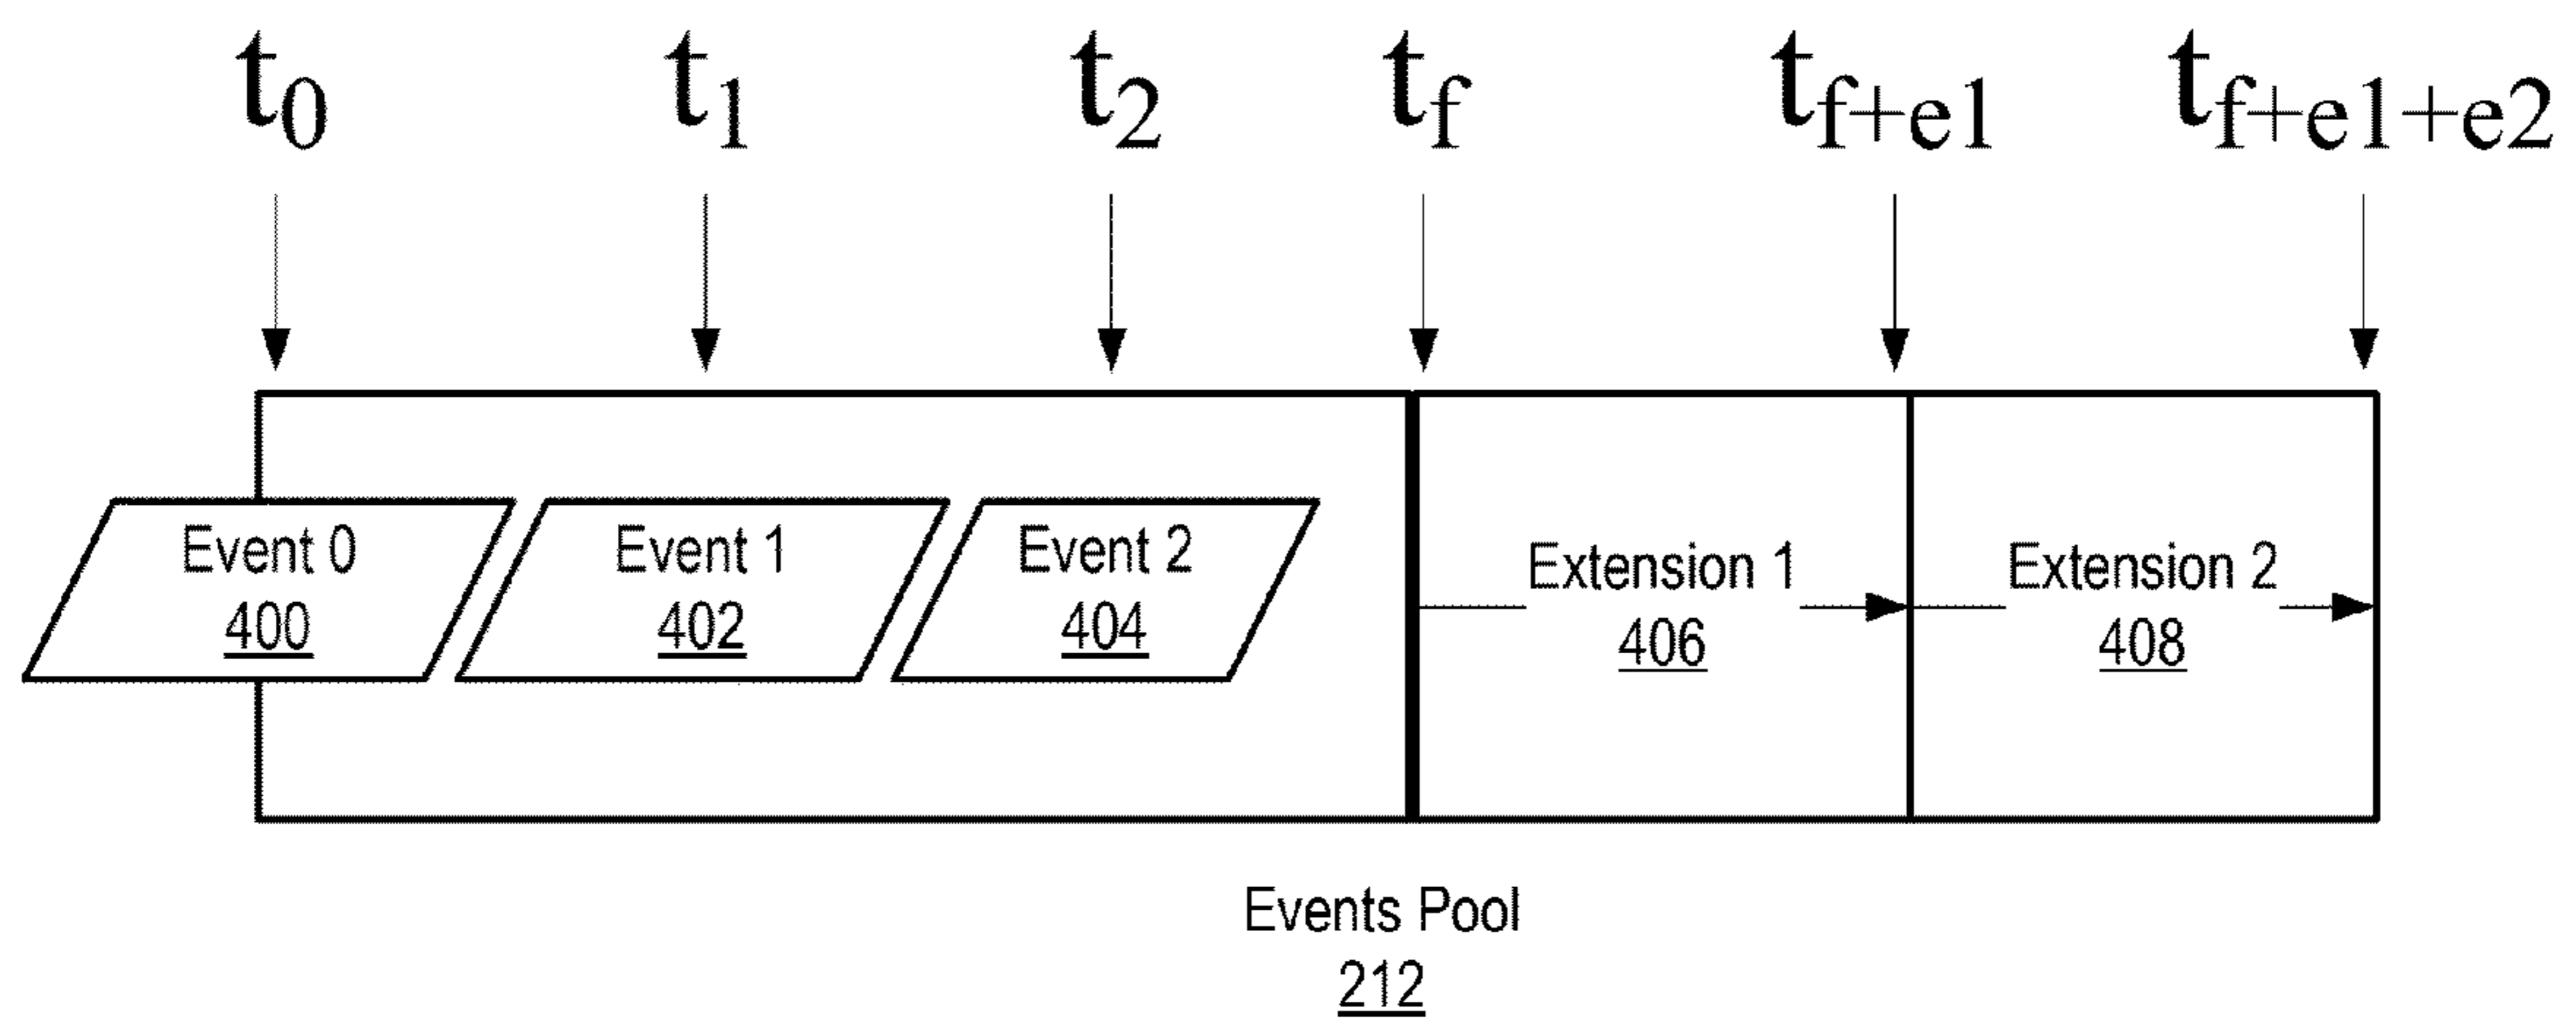 t0 t1 t2 tf tf+e1 tf+e1+e2
Event 0
400
Event 1
402
Event 2
404
Extension 1
406
Extension 2
408
Events Pool
212